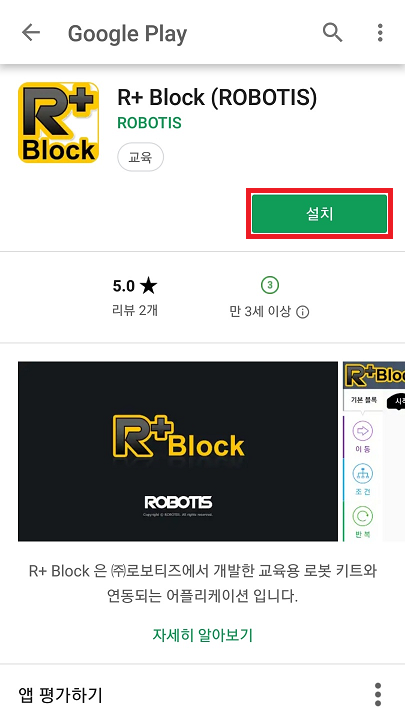 Google Play
R+ Block
R+ Block (ROBOTIS)
ROBOTIS
교육
설치
5.0 ★
리뷰 2개
3
만 3세 이상
R+ Block
ROBOTIS
Copyright © ROBOTIS. All rights reserved.
R+ Bloc
기본 블록
시작
이 동
조 건
반 복
R+ Block 은 ㈜로보티즈에서 개발한 교육용 로봇 키트와
연동되는 어플리케이션 입니다.
자세히 알아보기
앱 평가하기